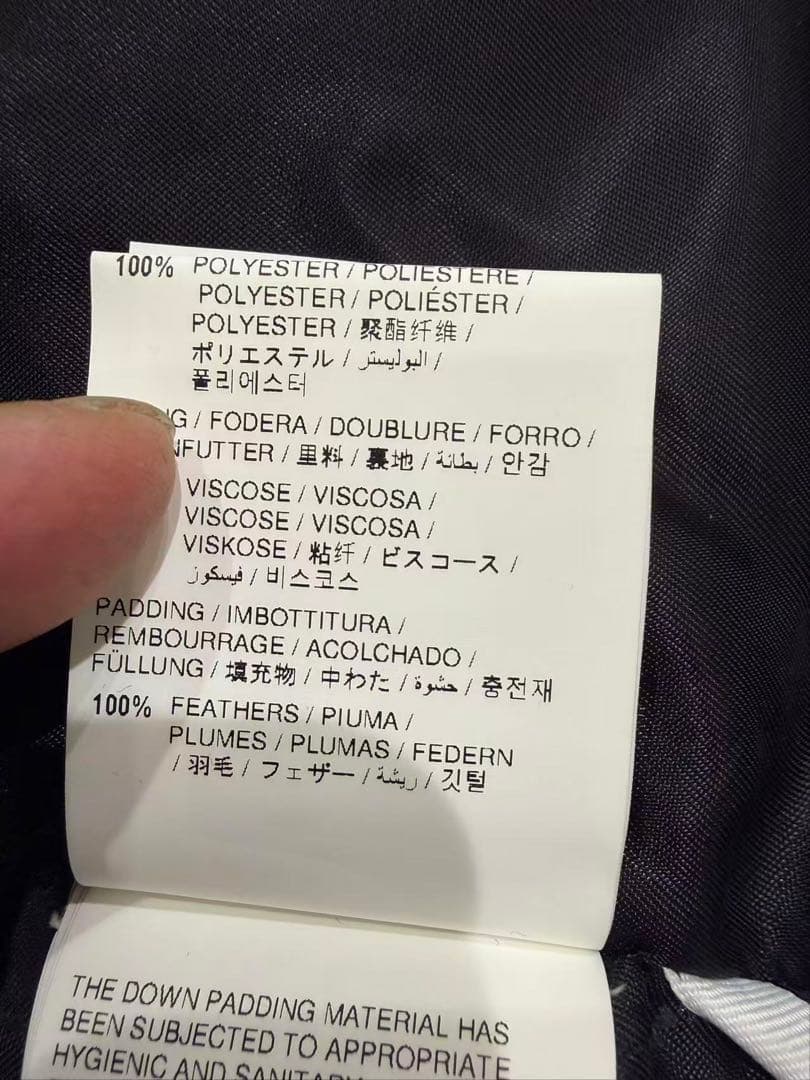 100% POLYESTER / POLIESTERE /
POLYESTER / POLIÉSTER /
POLYESTER / 聚酯纤维 /
ポリエステル / البوليستر /
폴리에스터
/ FODERA / DOUBLURE / FORRO /
/ 里料 / 裏地 / بطانة / 안감
VISCOSE / VISCOSA /
VISCOSE / VISCOSA /
VISKOSE / 粘纤 / ビスコース /
فيسكوز / 비스코스
PADDING / IMBOTTITURA /
REMBOURRAGE / ACOLCHADO /
FÜLLUNG / 填充物 / 中わた / حشوة / 충전재
100% FEATHERS / PIUMA /
PLUMES / PLUMAS / FEDERN
/ 羽毛 / フェザー / ريشة / 깃털
THE DOWN PADDING MATERIAL HAS
BEEN SUBJECTED TO APPROPRIATE
HYGIENIC AND